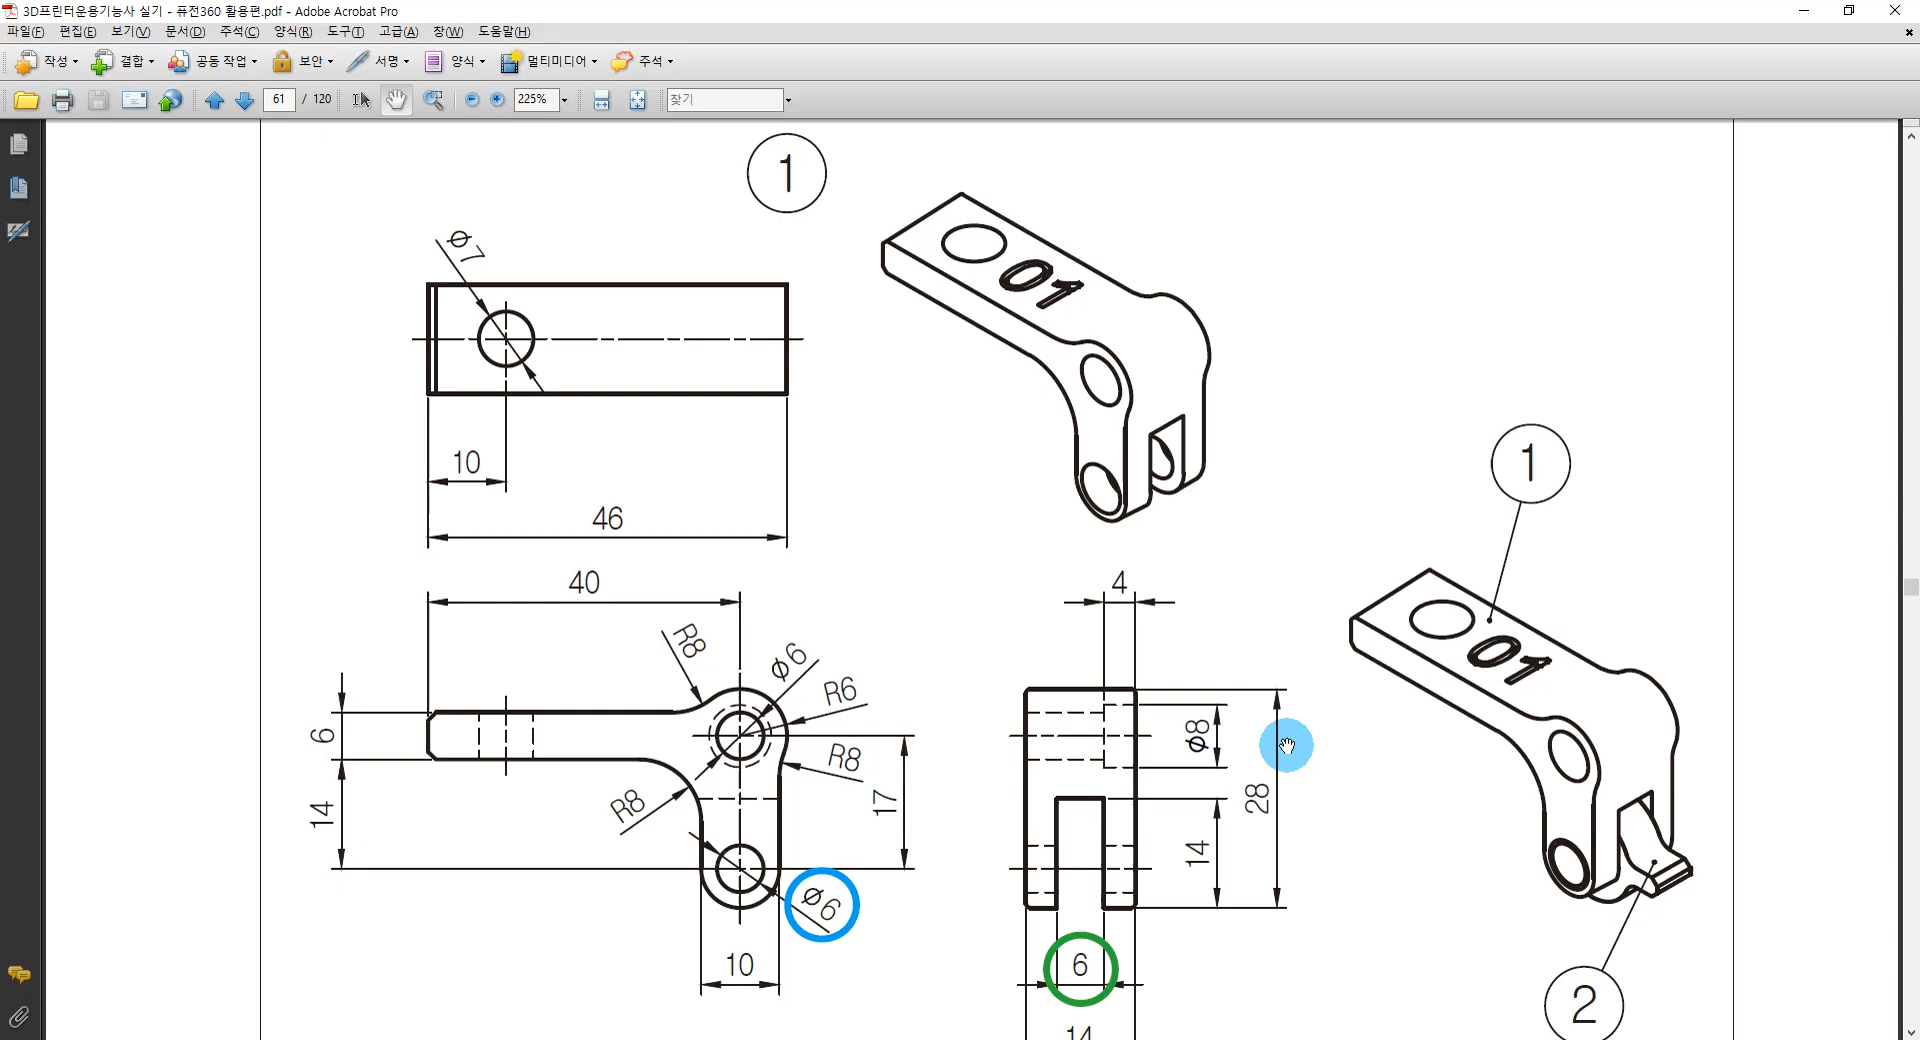 3D프린터운용기능사 실기 - 퓨전360 활용편.pdf - Adobe Acrobat Pro
파일(F) 편집(E) 보기(V) 문서(D) 주석(C) 양식(R) 도구(T) 고급(A) 창(W) 도움말(H)
작성 결합 공동 작업 보안 서명 양식 멀티미디어 주석
61 / 120 225% 찾기
1
ϕ7
01
10
46
1
40
4
R8
ϕ6
R6
R8
01
6
ϕ8
14
R8
17
28
14
ϕ6
10
6
2
14